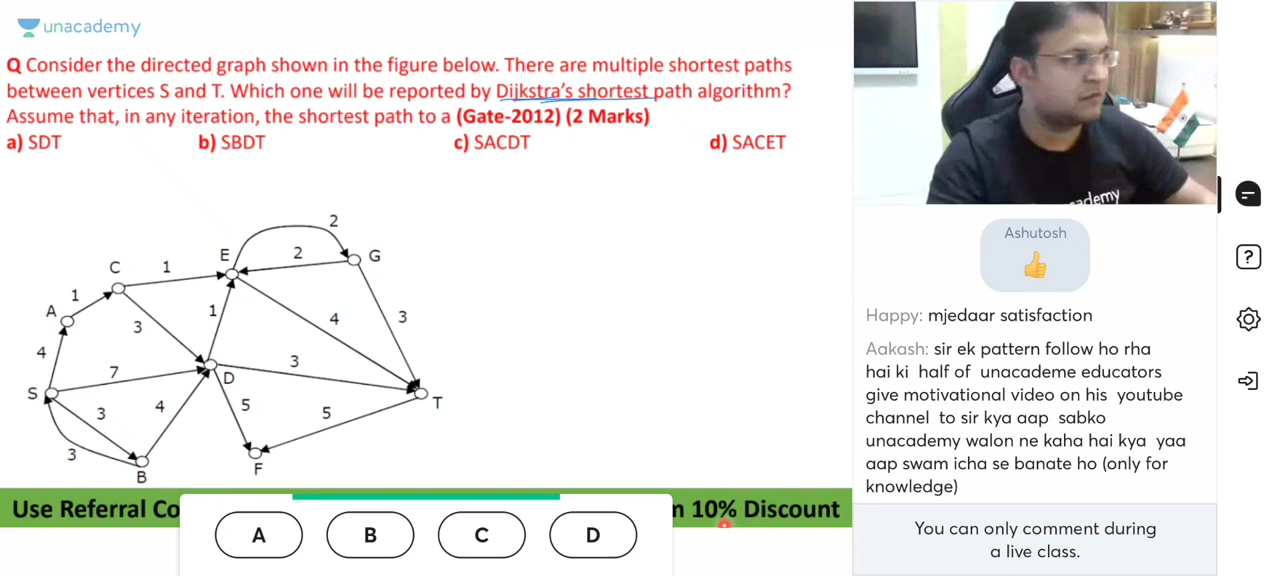 unacademy
Q Consider the directed graph shown in the figure below. There are multiple shortest paths
between vertices S and T. Which one will be reported by Dijkstra's shortest path algorithm?
Assume that, in any iteration, the shortest path to a (Gate-2012) (2 Marks)
a) SDT b) SBDT c) SACDT d) SACET
2
E 2 G
C 1
1
A
3 1 4 3
4
7 3
S D T
3 4 5 5
3
B F
Use Referral Co
10% Discount
A B C D
Ashutosh
Happy: mjedaar satisfaction
Aakash: sir ek pattern follow ho rha
hai ki half of unacademe educators
give motivational video on his youtube
channel to sir kya aap sabko
unacademy walon ne kaha hai kya yaa
aap swam icha se banate ho (only for
knowledge)
You can only comment during
a live class.
?